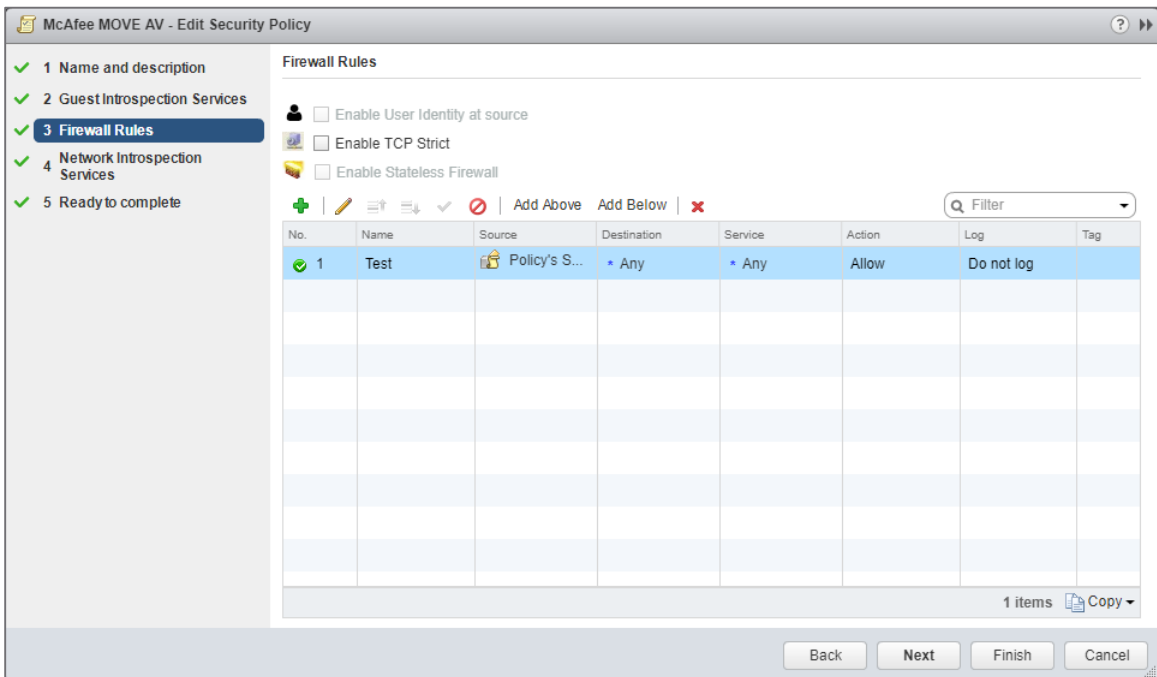 McAfee MOVE AV - Edit Security Policy
1 Name and description
2 Guest Introspection Services
3 Firewall Rules
4 Network Introspection
Services
5 Ready to complete
Firewall Rules
Enable User Identity at source
Enable TCP Strict
Enable Stateless Firewall
Add Above Add Below Filter
No. Name Source Destination Service Action Log Tag
1 Test Policy's S... * Any * Any Allow Do not log
1 items Copy
Back Next Finish Cancel